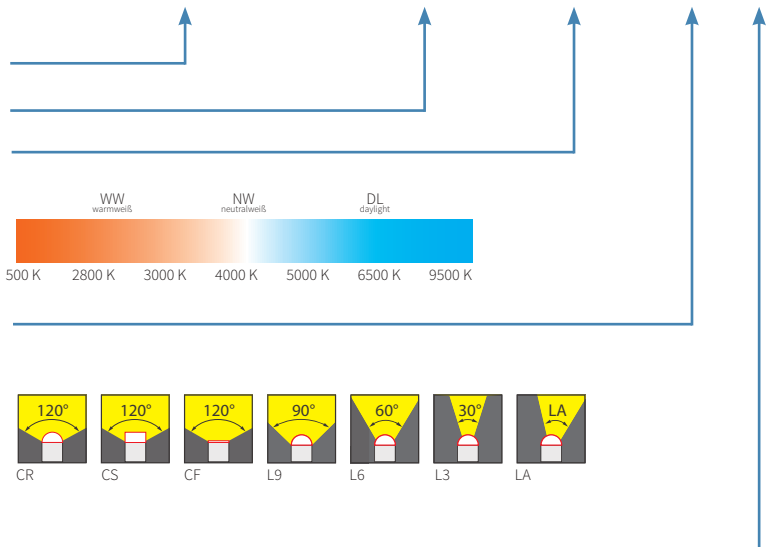 WW NW DL
warmweiß neutralweiß daylight
500 K 2800 K 3000 K 4000 K 5000 K 6500 K 9500 K
120° 120° 120° 90° 60° 30° LA
CR CS CF L9 L6 L3 LA